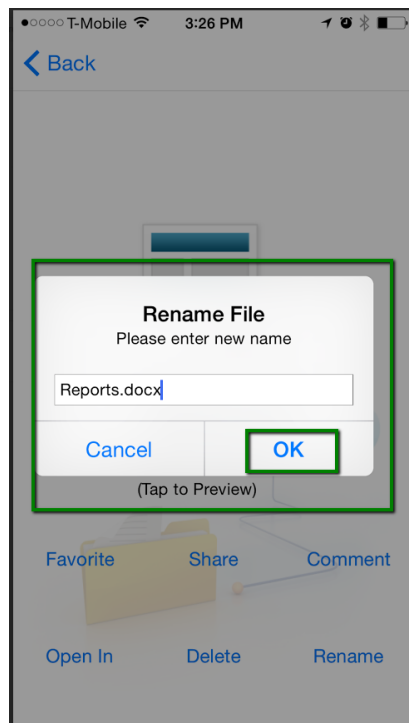 T-Mobile 3:26 PM
Back
Rename File
Please enter new name
Reports.docx
Cancel OK
(Tap to Preview)
Favorite Share Comment
Open In Delete Rename